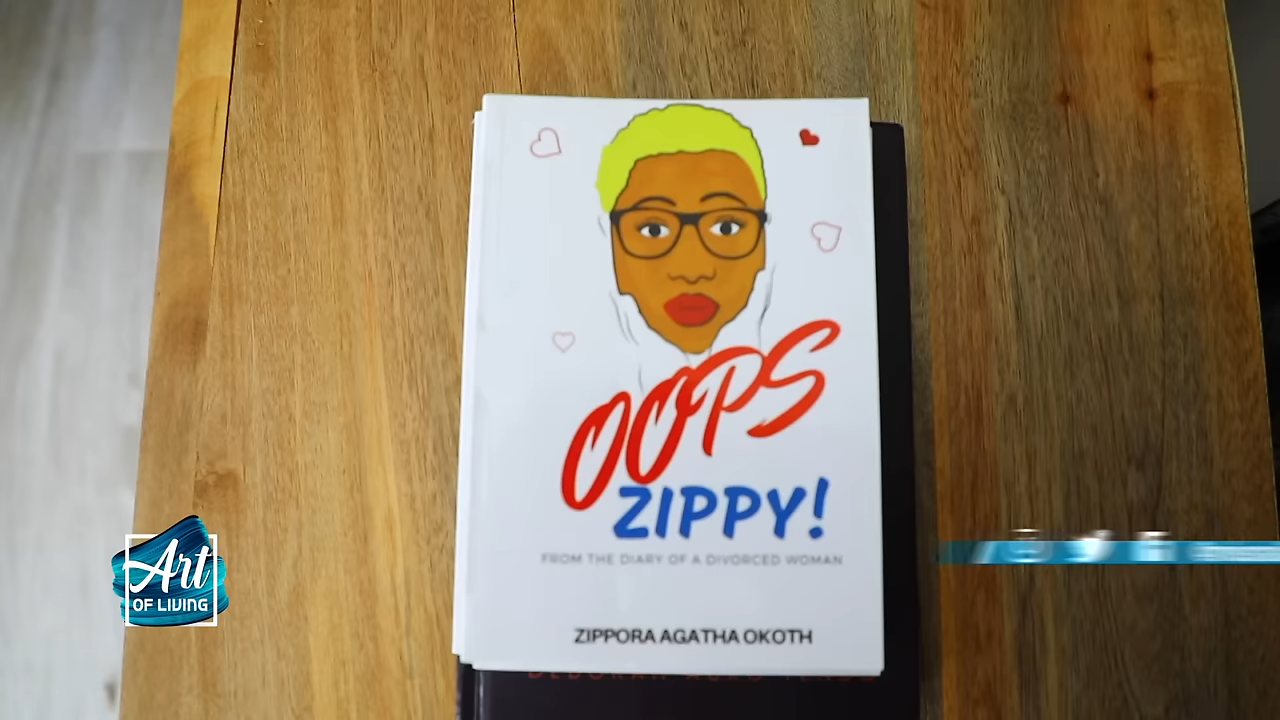 OOPS
ZIPPY!
FROM THE DIARY OF A DIVORCED WOMAN
ZIPPORA AGATHA OKOTH
Art
OF LIVING